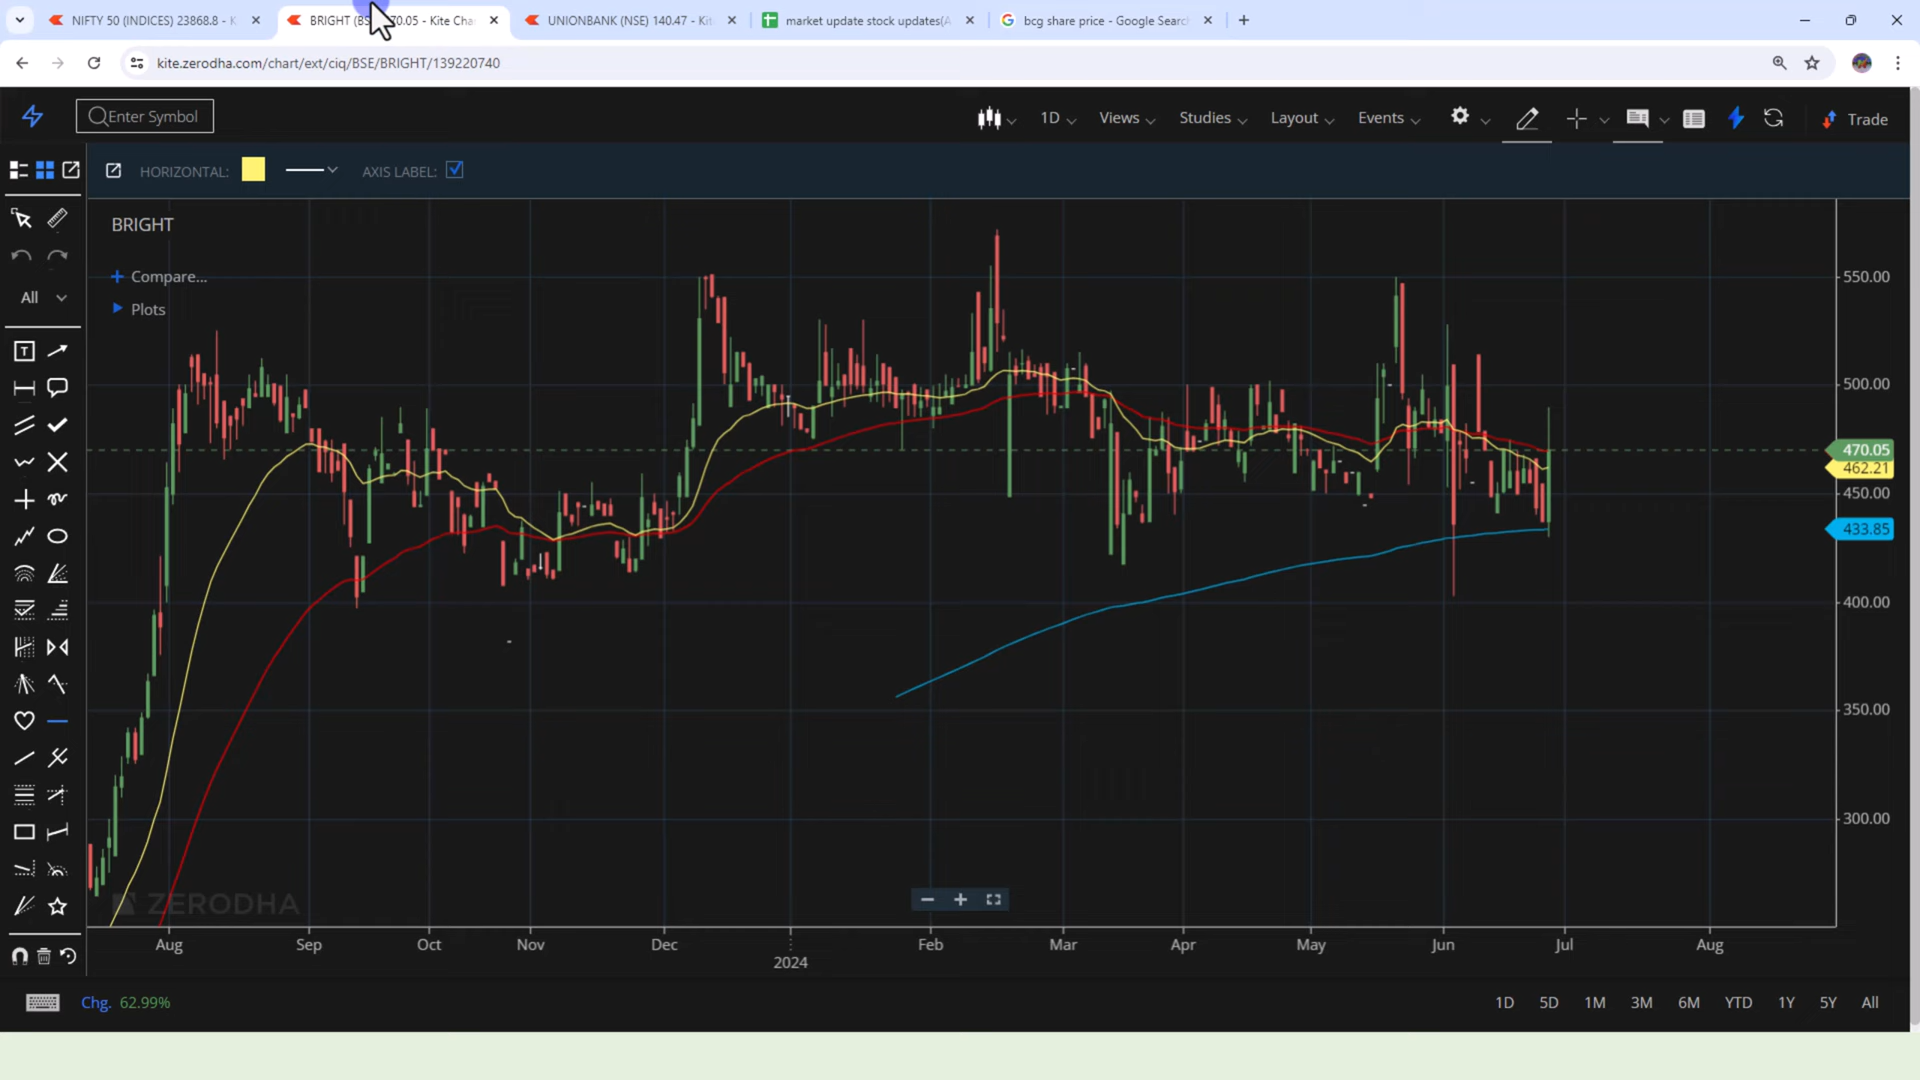 NIFTY 50 (INDICES) 23868.8 - K
BRIGHT (BS 70.05 - Kite Cha
UNIONBANK (NSE) 140.47 - Kit
market update stock updates(A
bcg share price - Google Searc
kite.zerodha.com/chart/ext/ciq/BSE/BRIGHT/139220740
Enter Symbol
1D
Views
Studies
Layout
Events
Trade
HORIZONTAL:
AXIS LABEL:
BRIGHT
+ Compare...
Plots
All
T
550.00
500.00
470.05
462.21
450.00
433.85
400.00
350.00
300.00
ZERODHA
Aug Sep Oct Nov Dec Feb Mar Apr May Jun Jul Aug
2024
Chg. 62.99%
1D 5D 1M 3M 6M YTD 1Y 5Y All